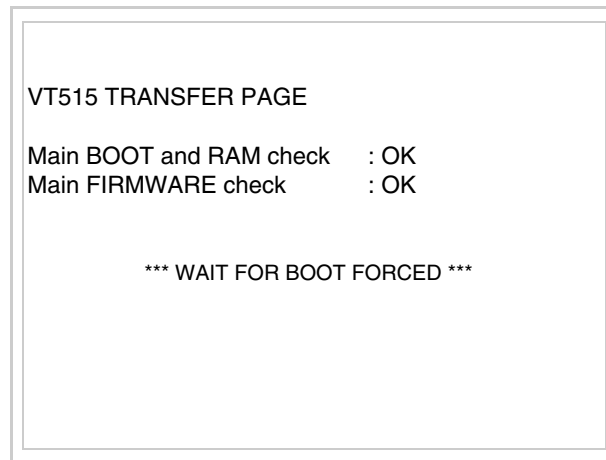 VT515 TRANSFER PAGE
Main BOOT and RAM check : OK
Main FIRMWARE check : OK
*** WAIT FOR BOOT FORCED ***